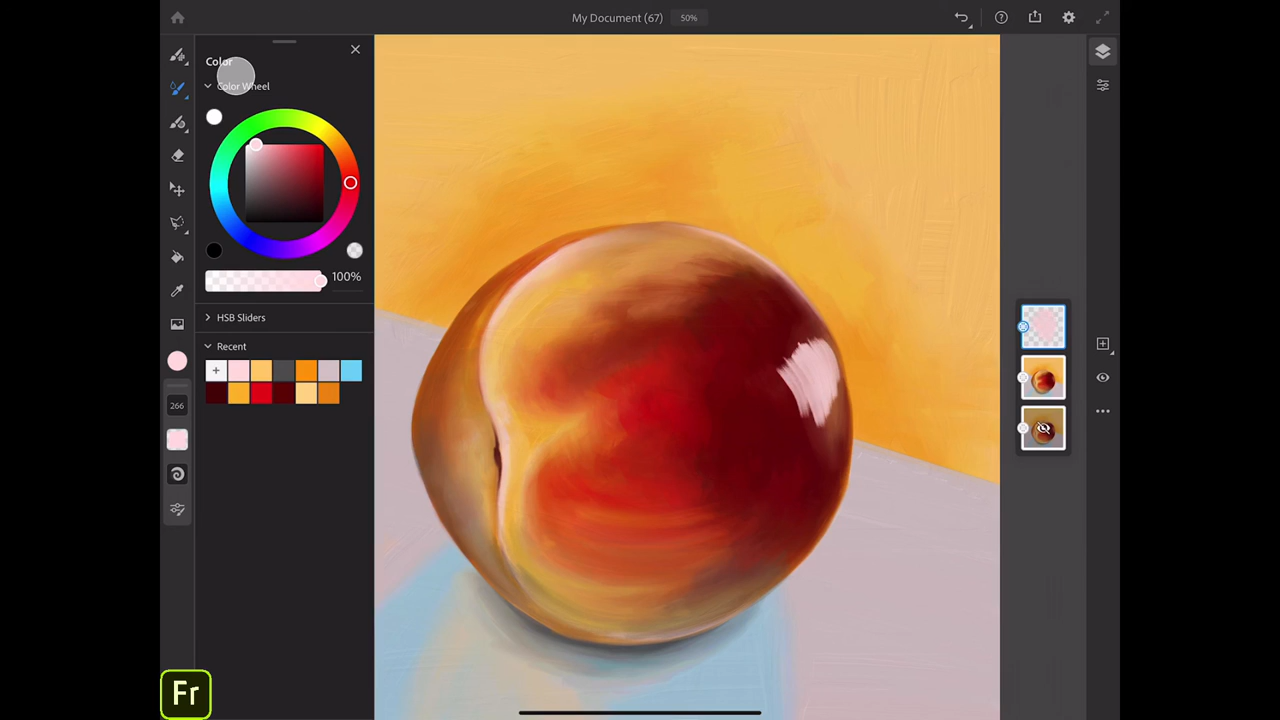 My Document (67) 50%
Color
Color Wheel
100%
HSB Sliders
Recent
266
Fr